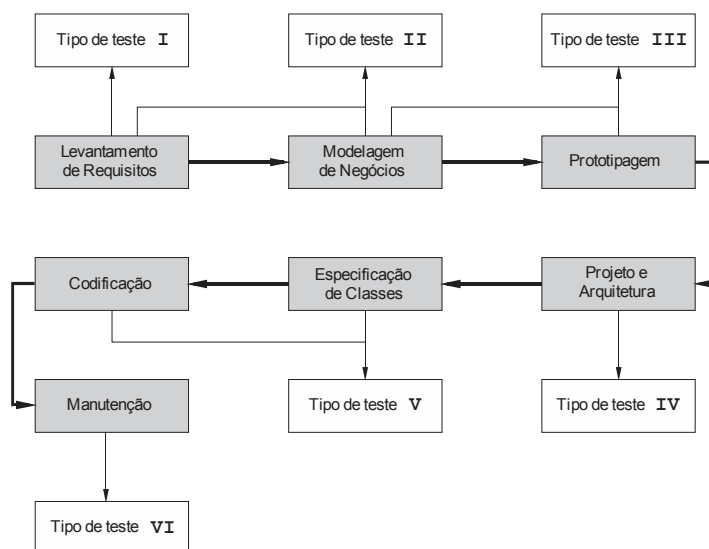 Tipo de teste I
Tipo de teste II
Tipo de teste III
Levantamento
de Requisitos
Modelagem
de Negócios
Prototipagem
Codificação
Especificação
de Classes
Projeto e
Arquitetura
Manutenção
Tipo de teste V
Tipo de teste IV
Tipo de teste VI